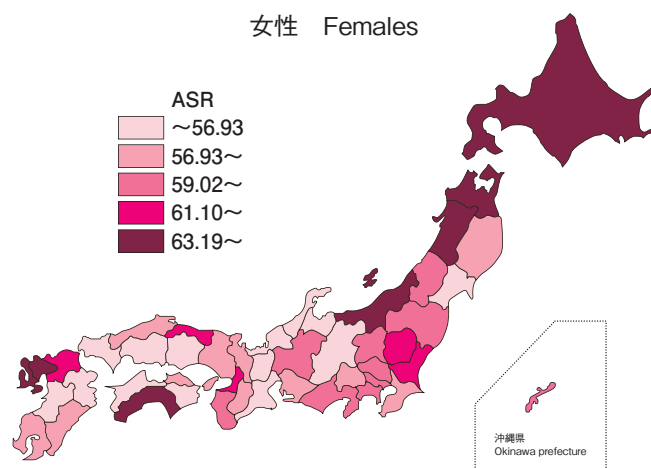 女性 Females
ASR
～56.93
56.93～
59.02～
61.10～
63.19～
沖縄県
Okinawa prefecture